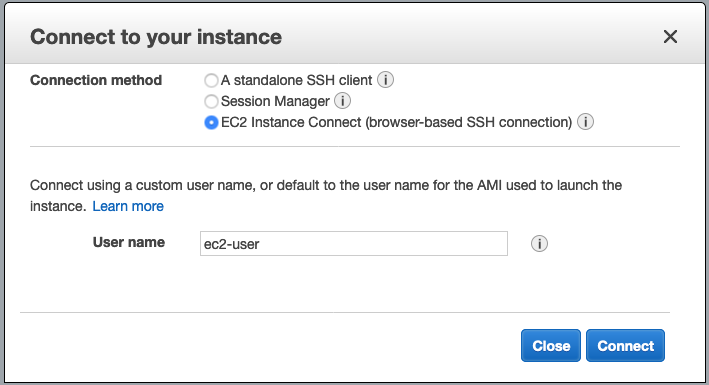 Connect to your instance
Connection method
A standalone SSH client
Session Manager
EC2 Instance Connect (browser-based SSH connection)
Connect using a custom user name, or default to the user name for the AMI used to launch the
instance. Learn more
User name
ec2-user
Close
Connect